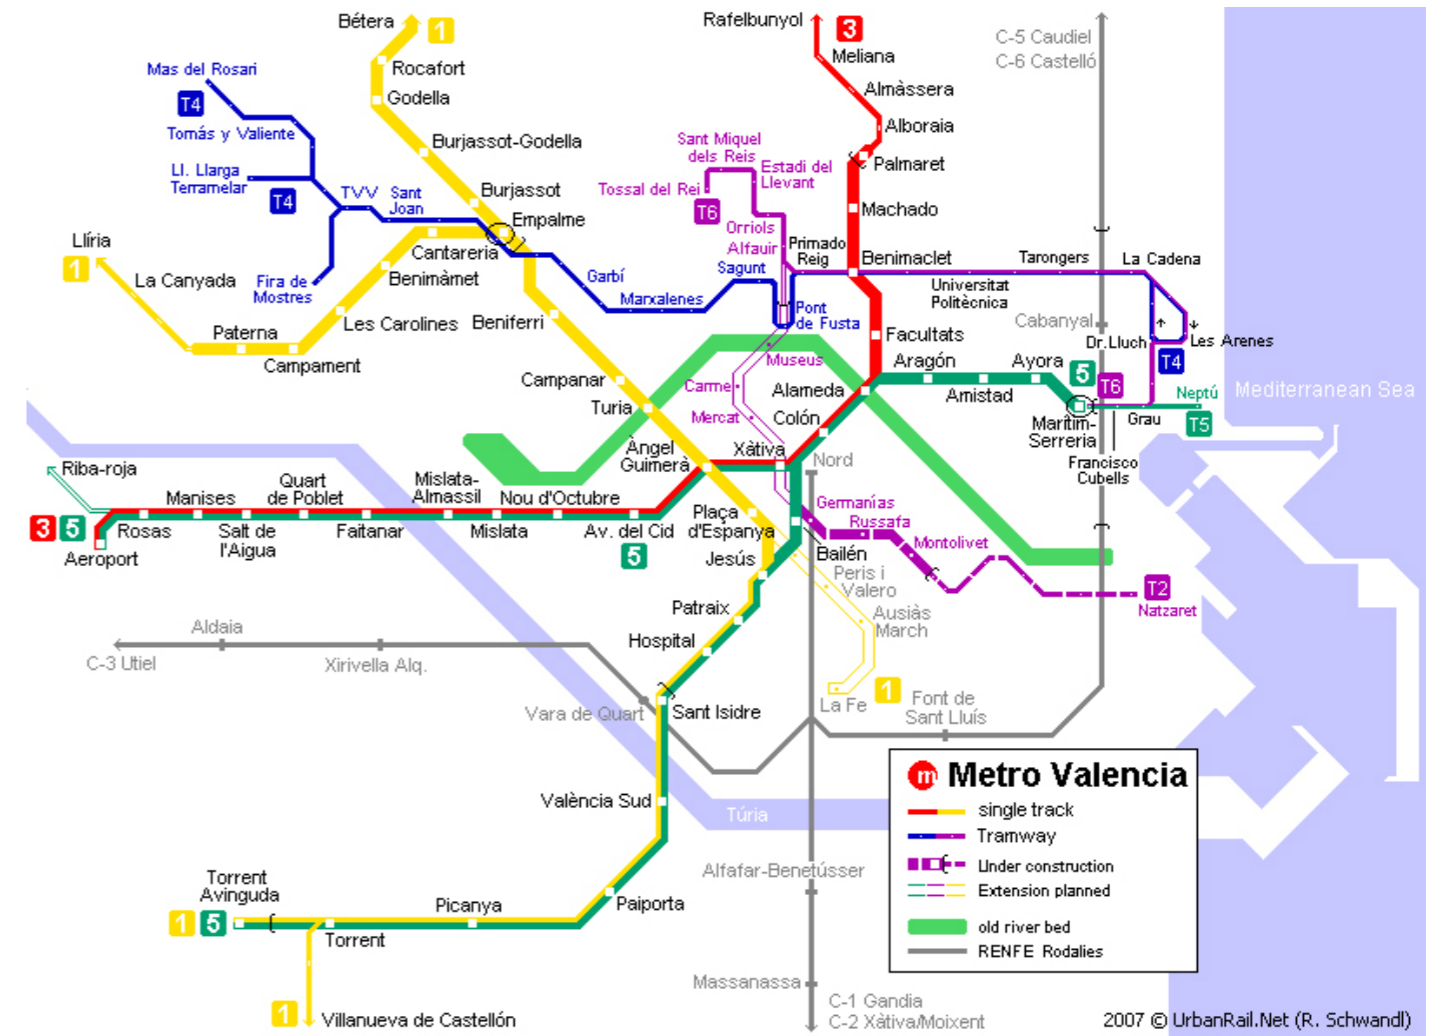 Bétera
1
Rafelbunyol
3
C-5 Caudiel
C-6 Castelló
Mas del Rosari
T4
Rocafort
Godella
Meliana
Almàssera
Alboraia
Tomás y Valiente
Burjassot-Godella
Sant Miquel
dels Reis
Palmaret
Ll. Llarga
Terramelar
T4
TVV
Sant
Joan
Burjassot
Empalme
Estadi del
Llevant
Tossal del Rei
T6
Machado
Orriols
Alfauir
Llíria
1
La Canyada
Cantareria
Benimàmet
Fira de
Mostres
Garbí
Sagunt
Primado
Reig
Benimaclet
Tarongers
La Cadena
Universitat
Politècnica
Marxalenes
Pont
de Fusta
Les Carolines
Beniferri
Paterna
Campament
Facultats
Cabanyal
Dr.Lluch
Les Arenes
Museus
Aragón
Ayora
5
T6
T4
Campanar
Carme
Alameda
Amistad
Neptú
T5
Mediterranean Sea
Turia
Mercat
Colón
Marítim-
Serreria
Grau
Àngel
Guimerà
Xàtiva
Nord
Francisco
Cubells
Riba-roja
Manises
Quart
de Poblet
Mislata-
Almassil
Nou d'Octubre
Germanías
Plaça
d'Espanya
Russafa
3
5
Rosas
Salt de
l'Aigua
Faitanar
Mislata
Av. del Cid
5
Montolivet
Aeroport
Jesús
Bailén
Peris i
Valero
T2
Natzaret
Patraix
Ausiàs
March
Aldaia
Hospital
C-3 Utiel
Xirivella Alq.
1
La Fe
Font de
Sant Lluís
Vara de Quart
Sant Isidre
m Metro Valencia
single track
Tramway
Under construction
Extension planned
old river bed
RENFE Rodalies
València Sud
Túria
Alfafar-Benetússer
Torrent
Avinguda
1
5
Picanya
Paiporta
Torrent
Massanassa
C-1 Gandia
C-2 Xàtiva/Moixent
1
Villanueva de Castellón
2007 © UrbanRail.Net (R. Schwandl)